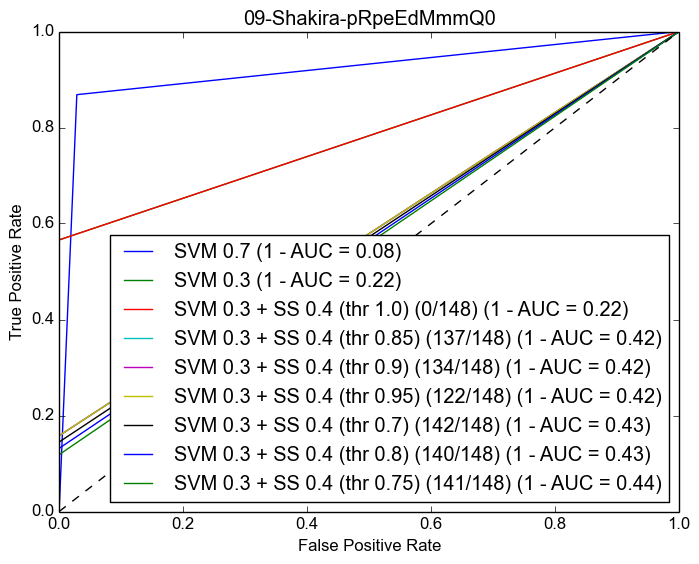 09-Shakira-pRpeEdMmmQ0
1.0
0.8
0.6
0.4
0.2
0.0
True Positive Rate
SVM 0.7 (1 - AUC = 0.08)
SVM 0.3 (1 - AUC = 0.22)
SVM 0.3 + SS 0.4 (thr 1.0) (0/148) (1 - AUC = 0.22)
SVM 0.3 + SS 0.4 (thr 0.85) (137/148) (1 - AUC = 0.42)
SVM 0.3 + SS 0.4 (thr 0.9) (134/148) (1 - AUC = 0.42)
SVM 0.3 + SS 0.4 (thr 0.95) (122/148) (1 - AUC = 0.42)
SVM 0.3 + SS 0.4 (thr 0.7) (142/148) (1 - AUC = 0.43)
SVM 0.3 + SS 0.4 (thr 0.8) (140/148) (1 - AUC = 0.43)
SVM 0.3 + SS 0.4 (thr 0.75) (141/148) (1 - AUC = 0.44)
0.0 0.2 0.4 0.6 0.8 1.0
False Positive Rate